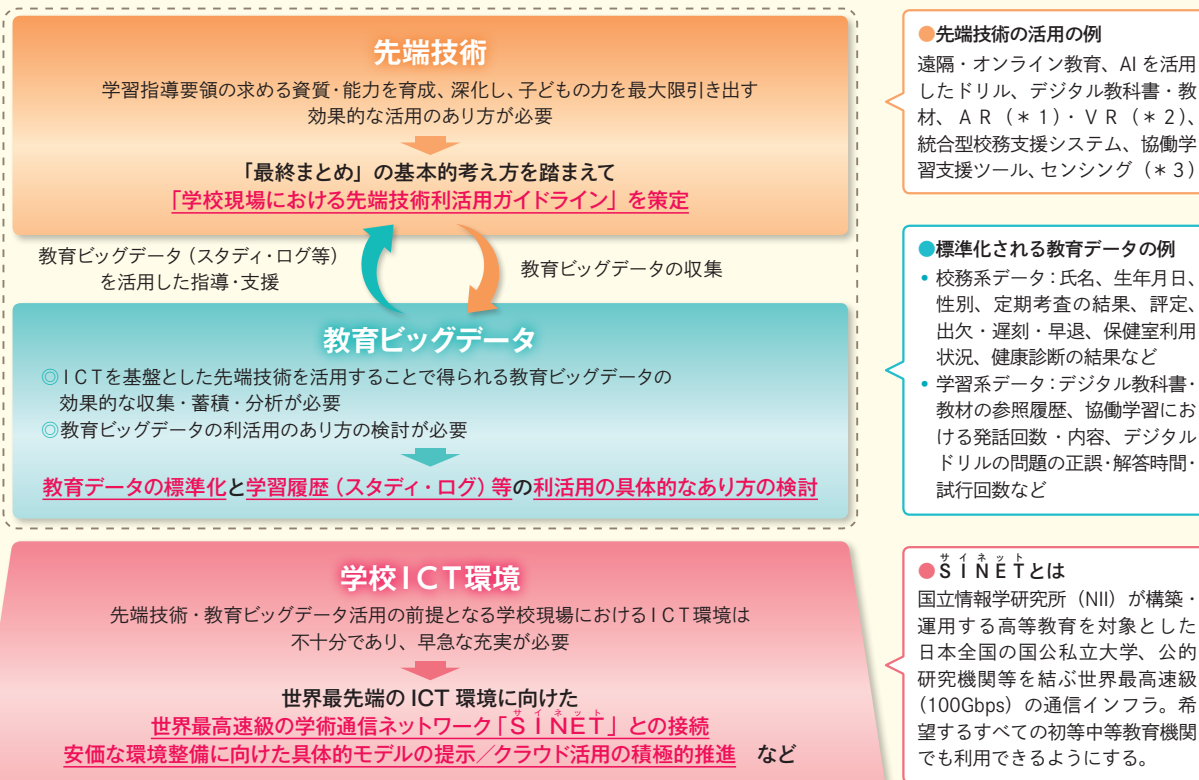 先端技術
学習指導要領の求める資質・能力を育成、深化し、子どもの力を最大限引き出す
効果的な活用のあり方が必要
「最終まとめ」の基本的考え方を踏まえて
「学校現場における先端技術利活用ガイドライン」を策定
教育ビッグデータ（スタディ・ログ等）
を活用した指導・支援
教育ビッグデータの収集
教育ビッグデータ
◎ＩＣＴを基盤とした先端技術を活用することで得られる教育ビッグデータの
効果的な収集・蓄積・分析が必要
◎教育ビッグデータの利活用のあり方の検討が必要
教育データの標準化と学習履歴（スタディ・ログ）等の利活用の具体的なあり方の検討
学校ＩＣＴ環境
先端技術・教育ビッグデータ活用の前提となる学校現場におけるＩＣＴ環境は
不十分であり、早急な充実が必要
世界最先端の ICT 環境に向けた
サイネット
世界最高速級の学術通信ネットワーク「ＳＩＮＥＴ」との接続
安価な環境整備に向けた具体的モデルの提示／クラウド活用の積極的推進　など
●先端技術の活用の例
遠隔・オンライン教育、AI を活用
したドリル、デジタル教科書・教
材、ＡＲ（＊１）・ＶＲ（＊２）、
統合型校務支援システム、協働学
習支援ツール、センシング（＊３）
●標準化される教育データの例
• 校務系データ：氏名、生年月日、
性別、定期考査の結果、評定、
出欠・遅刻・早退、保健室利用
状況、健康診断の結果など
• 学習系データ：デジタル教科書・
教材の参照履歴、協働学習にお
ける発話回数・内容、デジタル
ドリルの問題の正誤・解答時間・
試行回数など
サイネット
●ＳＩＮＥＴとは
国立情報学研究所（NII）が構築・
運用する高等教育を対象とした
日本全国の国公私立大学、公的
研究機関等を結ぶ世界最高速級
（100Gbps）の通信インフラ。希
望するすべての初等中等教育機関
でも利用できるようにする。